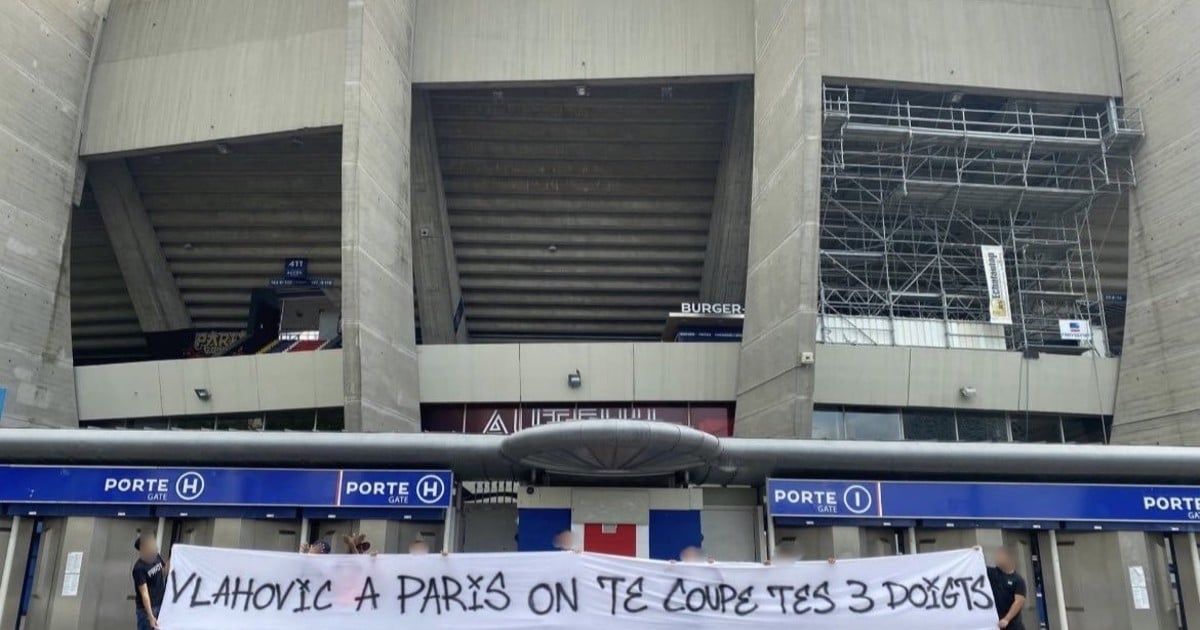 411
BURGER
AUTEUIL
PORTE H
GATE
PORTE H
GATE
PORTE I
GATE
PORTE
VLAHOVIC A PARIS ON TE COUPE TES 3 DOIGTS